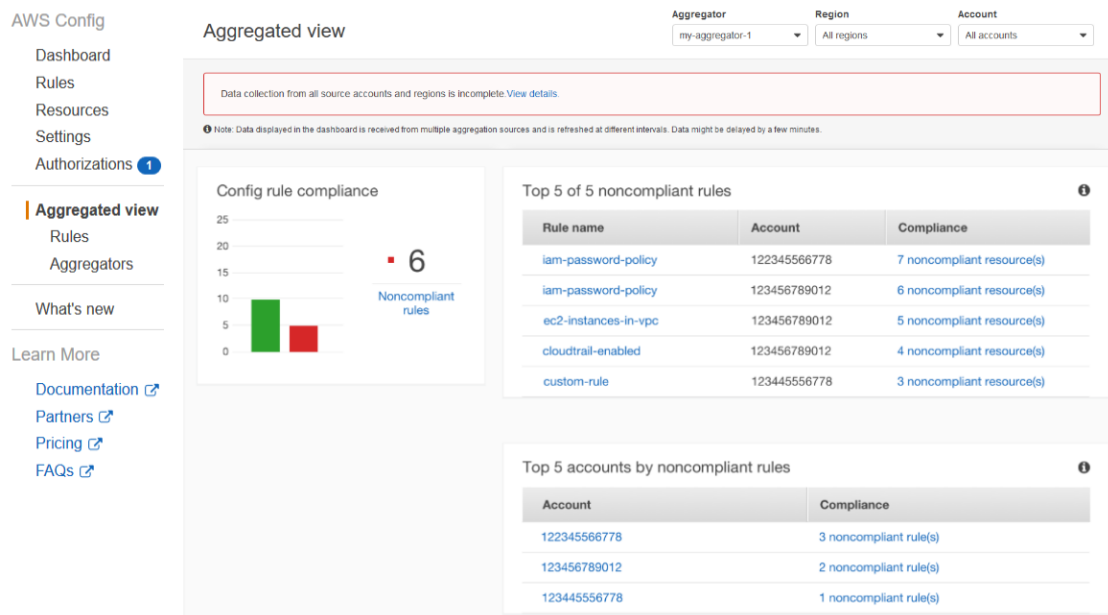 AWS Config
Dashboard
Rules
Resources
Settings
Authorizations 1
Aggregated view
Rules
Aggregators
What's new
Learn More
Documentation
Partners
Pricing
FAQs
Aggregated view
Aggregator Region Account
my-aggregator-1 All regions All accounts
Data collection from all source accounts and regions is incomplete.View details.
Note: Data displayed in the dashboard is received from multiple aggregation sources and is refreshed at different intervals. Data might be delayed by a few minutes.
Config rule compliance
25
20
15
10
5
0
6
Noncompliant
rules
Top 5 of 5 noncompliant rules
Rule name Account Compliance
iam-password-policy 122345566778 7 noncompliant resource(s)
iam-password-policy 123456789012 6 noncompliant resource(s)
ec2-instances-in-vpc 123456789012 5 noncompliant resource(s)
cloudtrail-enabled 123456789012 4 noncompliant resource(s)
custom-rule 123445556778 3 noncompliant resource(s)
Top 5 accounts by noncompliant rules
Account Compliance
122345566778 3 noncompliant rule(s)
123456789012 2 noncompliant rule(s)
123445556778 1 noncompliant rule(s)